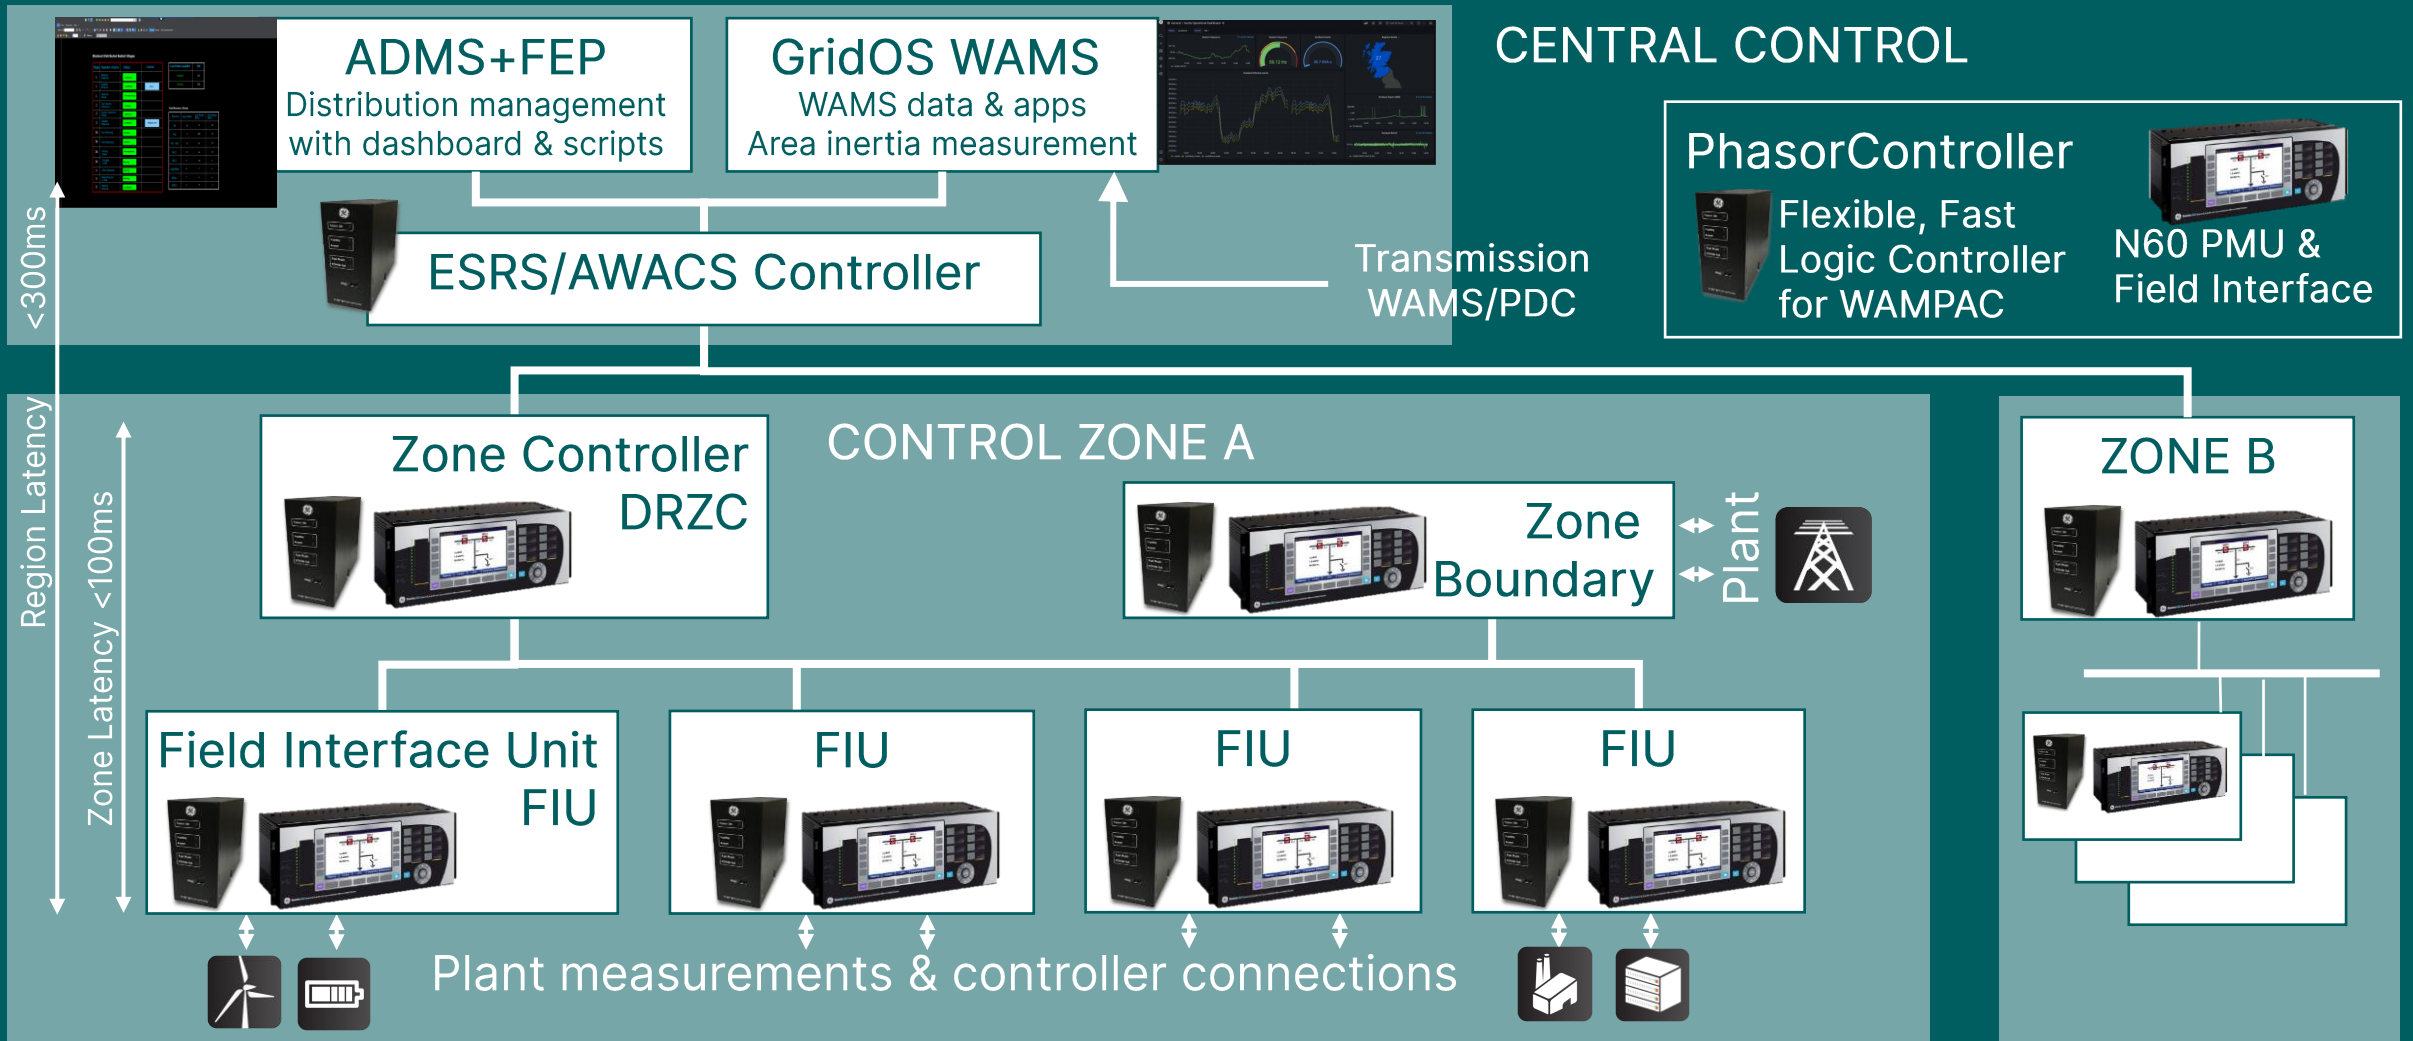 ADMS+FEP
Distribution management
with dashboard & scripts
GridOS WAMS
WAMS data & apps
Area inertia measurement
CENTRAL CONTROL
PhasorController
Flexible, Fast
Logic Controller
for WAMPAC
N60 PMU &
Field Interface
ESRS/AWACS Controller
Transmission
WAMS/PDC
Region Latency <300ms
Zone Latency <100ms
CONTROL ZONE A
Zone Controller
DRZC
Zone
Boundary
Plant
ZONE B
Field Interface Unit
FIU
FIU
FIU
FIU
Plant measurements & controller connections